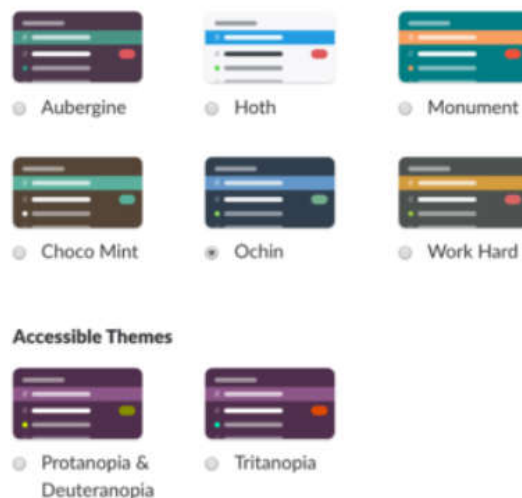 Aubergine
Hoth
Monument
Choco Mint
Ochin
Work Hard
Accessible Themes
Protanopia &
Deuteranopia
Tritanopia